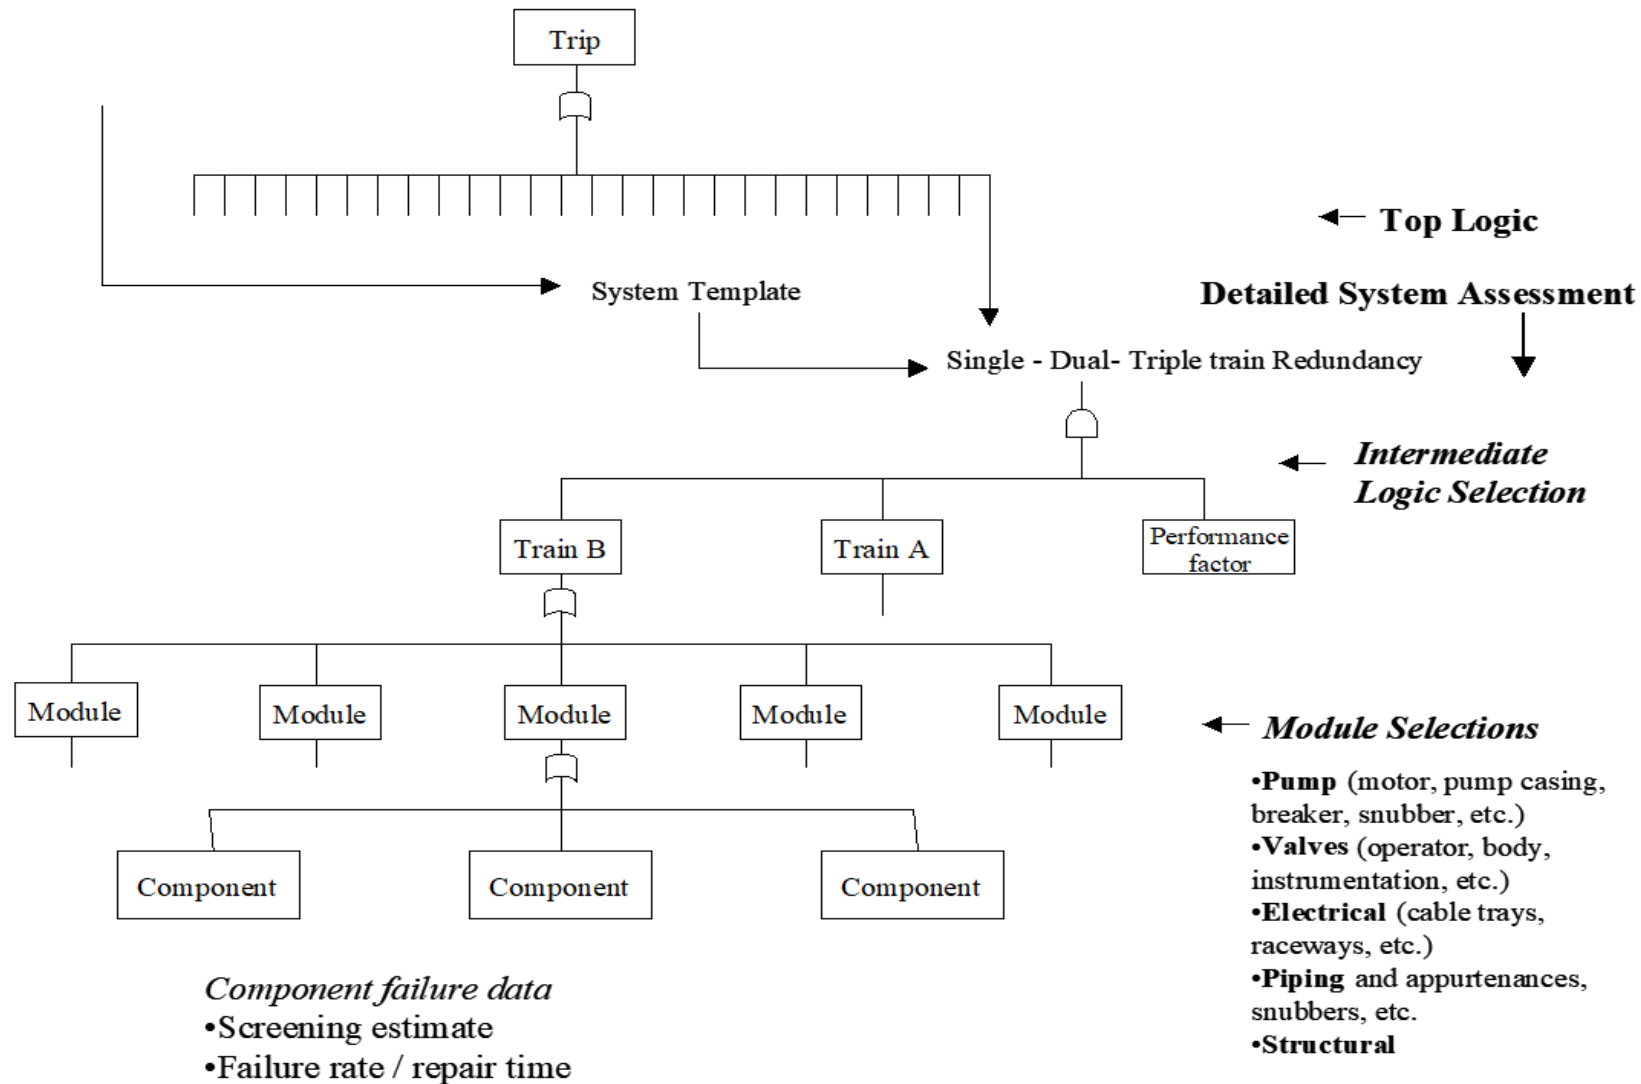 Trip
Top Logic
System Template
Detailed System Assessment
Single - Dual- Triple train Redundancy
Intermediate
Logic Selection
Train B
Train A
Performance
factor
Module
Module
Module
Module
Module
Module Selections
•Pump (motor, pump casing,
breaker, snubber, etc.)
•Valves (operator, body,
instrumentation, etc.)
•Electrical (cable trays,
raceways, etc.)
•Piping and appurtenances,
snubbers, etc.
•Structural
Component
Component
Component
Component failure data
•Screening estimate
•Failure rate / repair time